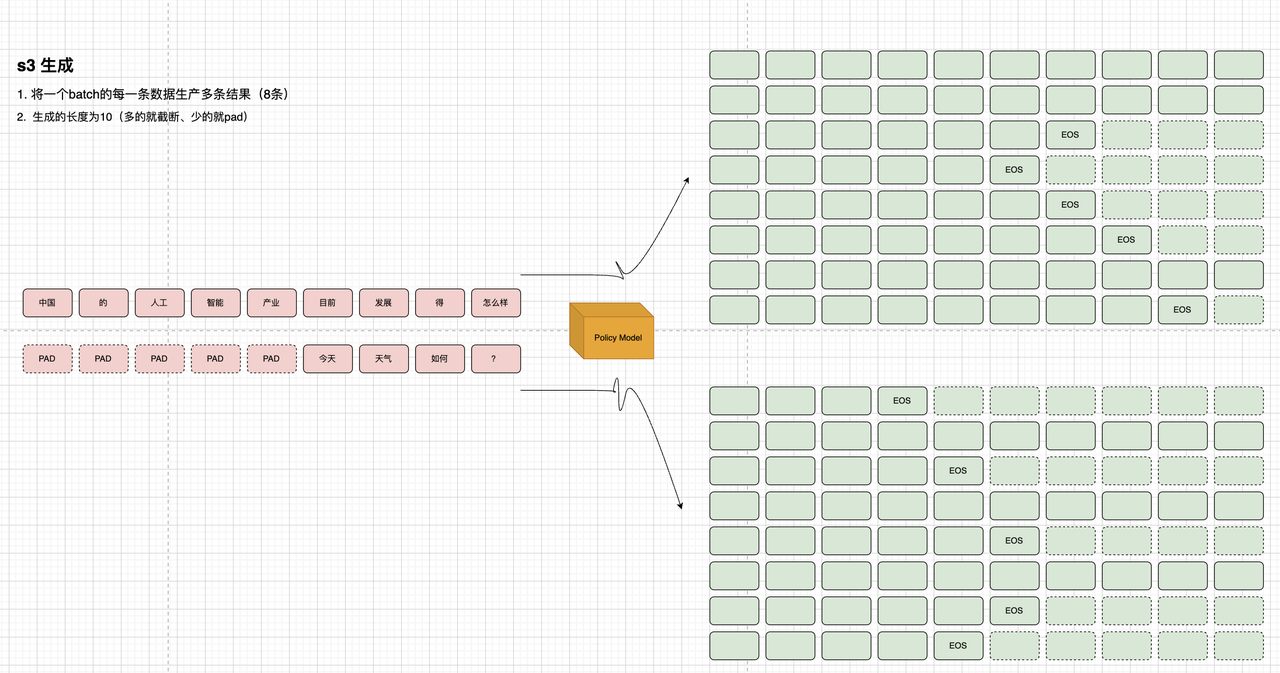 s3 生成
1. 将一个batch的每一条数据生产多条结果（8条）
2. 生成的长度为10（多的就截断、少的就pad）
中国 的 人工 智能 产业 目前 发展 得 怎么样
PAD PAD PAD PAD PAD 今天 天气 如何 ?
Policy Model
EOS
EOS
EOS
EOS
EOS
EOS
EOS
EOS
EOS
EOS